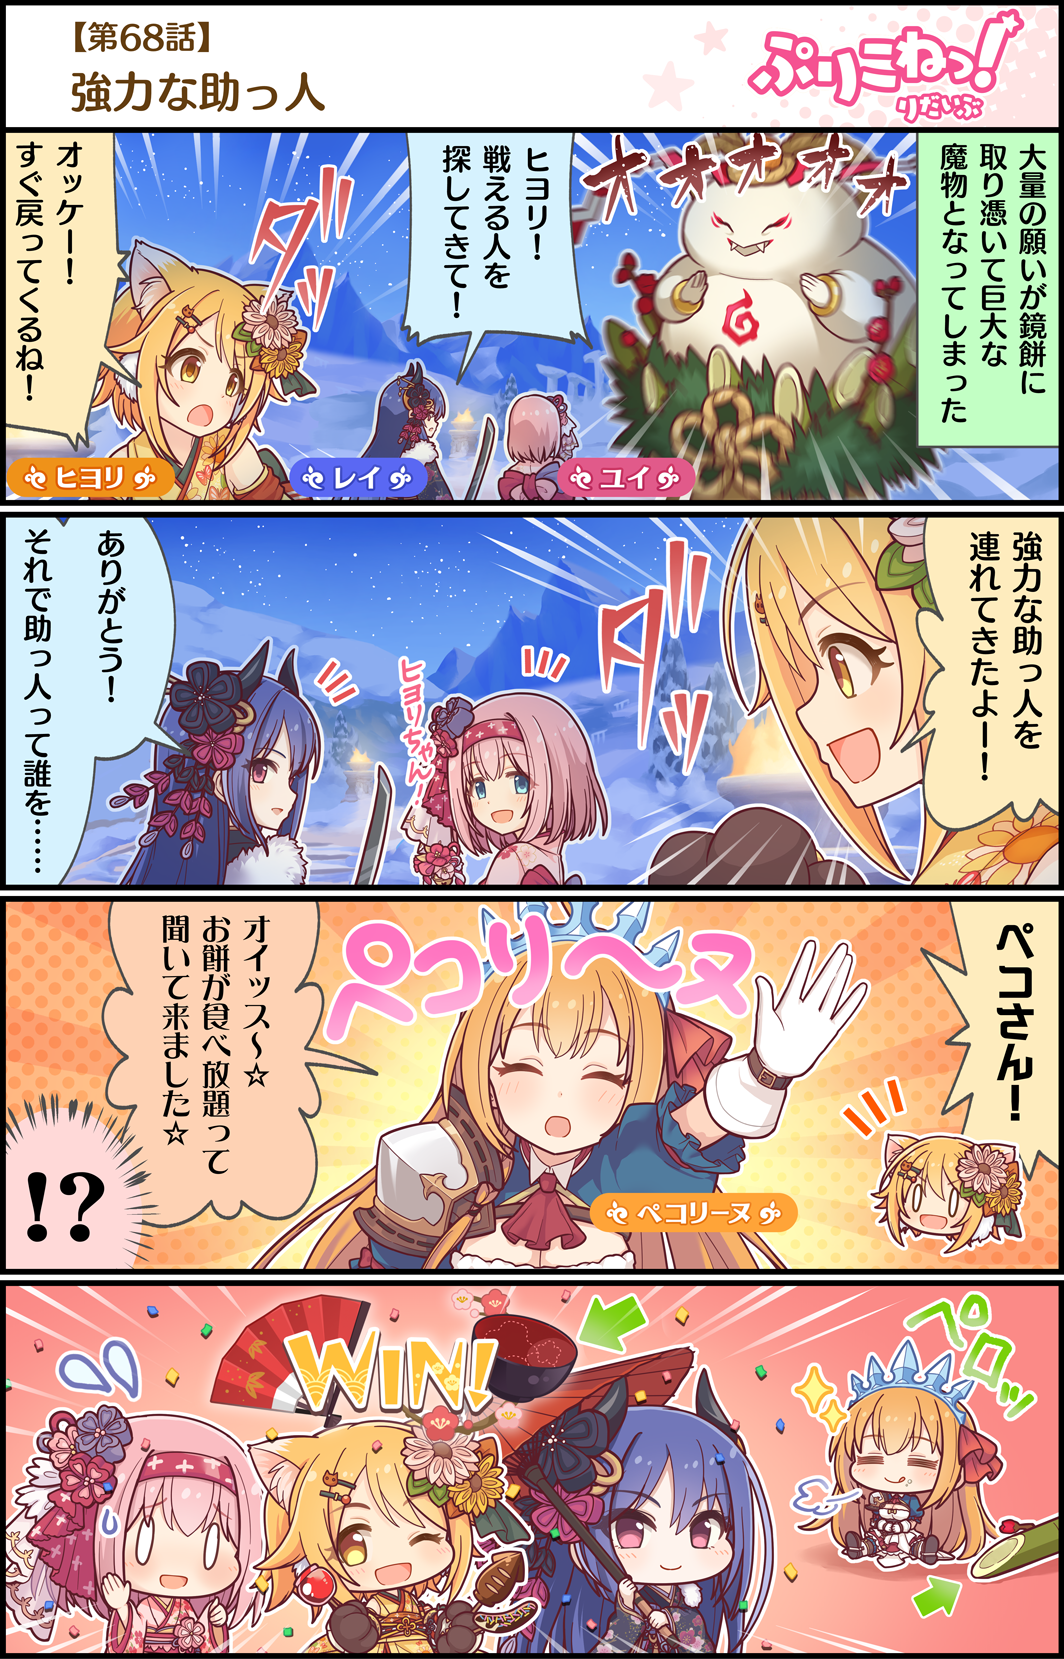 【第68話】
強力な助っ人
ぷりこねっ!
りだいぶ
大量の願いが鏡餅に
取り憑いて巨大な
魔物となってしまった
オオオオオ
ヒヨリ!
戦える人を
探してきて!
ダッ
オッケー!
すぐ戻ってくるね!
ヒヨリ
レイ
ユイ
強力な助っ人を
連れてきたよー!
ダッ
ヒヨリちゃん!
ありがとう!
それで助っ人って誰を……
ペコさん!
ペコリ〜ヌ
オイッス〜☆
お餅が食べ放題って
聞いて来ました☆
!?
ペコリーヌ
WIN!
ペロッ